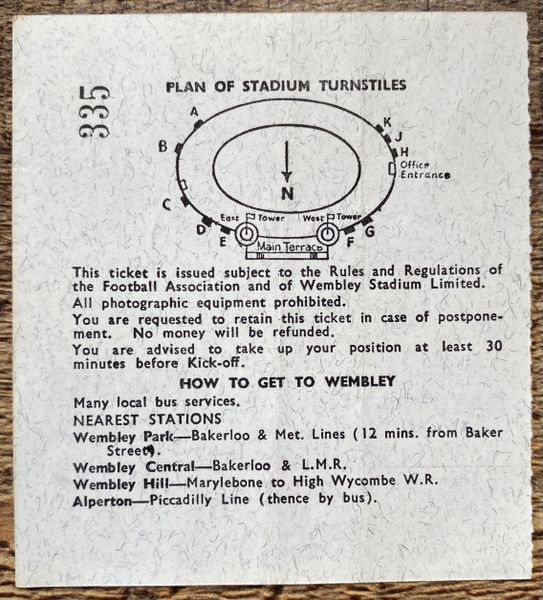 335
PLAN OF STADIUM TURNSTILES
A
K
J
B
H
Office
Entrance
N
C
East Tower
West Tower
D
G
E
F
Main Terrace
This ticket is issued subject to the Rules and Regulations of
the Football Association and of Wembley Stadium Limited.
All photographic equipment prohibited.
You are requested to retain this ticket in case of postpone-
ment. No money will be refunded.
You are advised to take up your position at least 30
minutes before Kick-off.
HOW TO GET TO WEMBLEY
Many local bus services.
NEAREST STATIONS
Wembley Park—Bakerloo & Met. Lines (12 mins. from Baker
Street).
Wembley Central—Bakerloo & L.M.R.
Wembley Hill—Marylebone to High Wycombe W.R.
Alperton—Piccadilly Line (thence by bus).